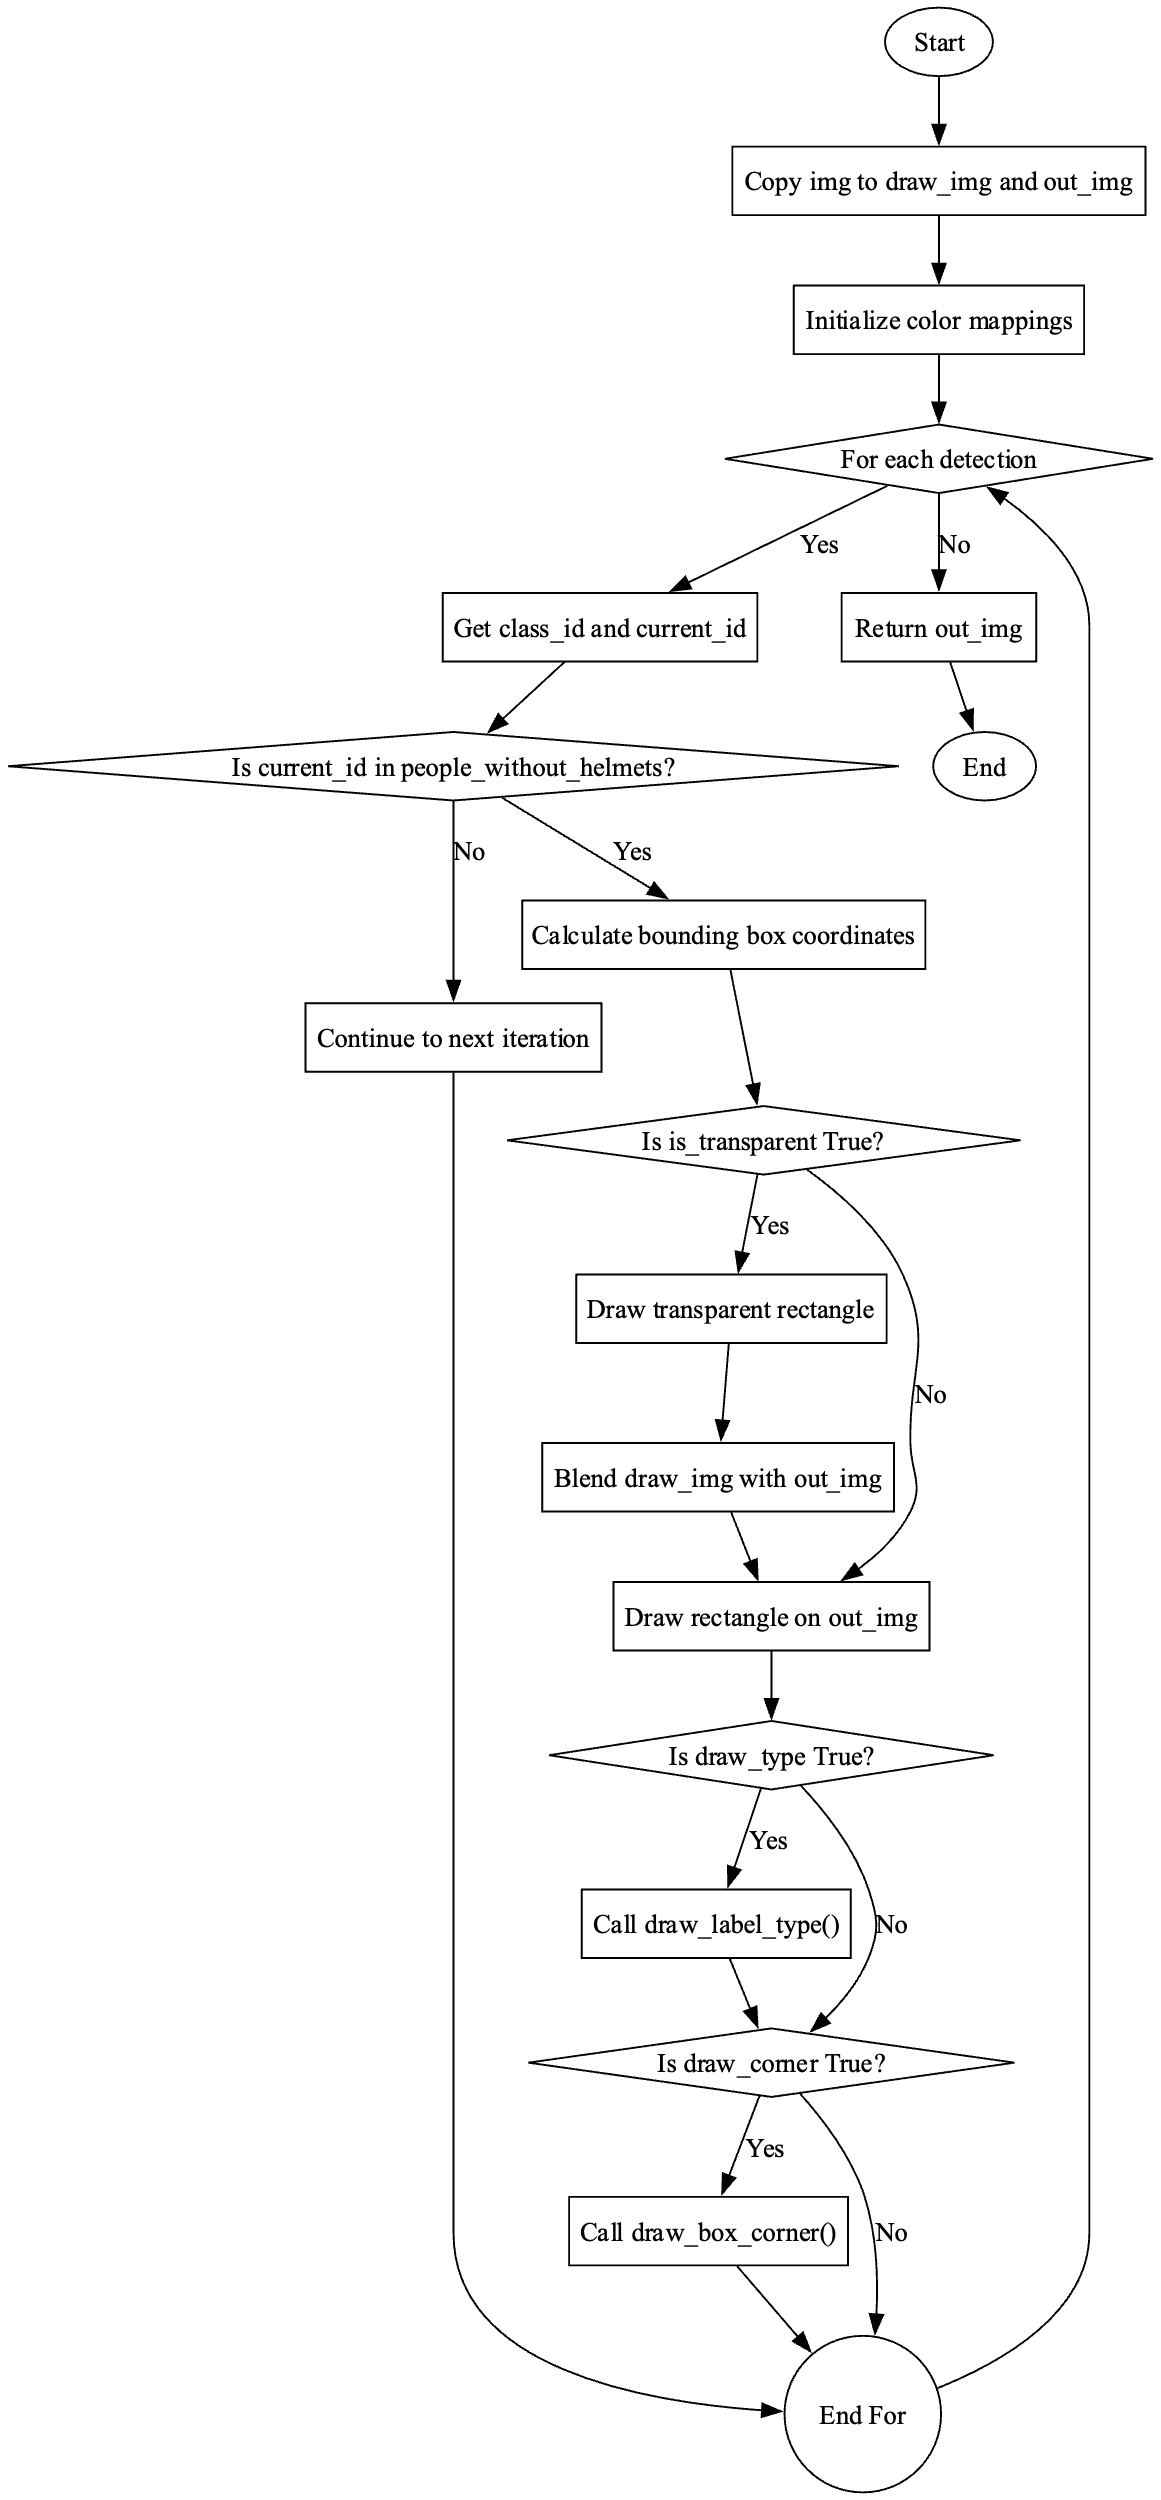 Start
Copy img to draw_img and out_img
Initialize color mappings
For each detection
Yes
No
Get class_id and current_id
Return out_img
Is current_id in people_without_helmets?
End
No
Yes
Calculate bounding box coordinates
Continue to next iteration
Is is_transparent True?
Yes
Draw transparent rectangle
No
Blend draw_img with out_img
Draw rectangle on out_img
Is draw_type True?
Yes
Call draw_label_type()
No
Is draw_corner True?
Yes
Call draw_box_corner()
No
End For